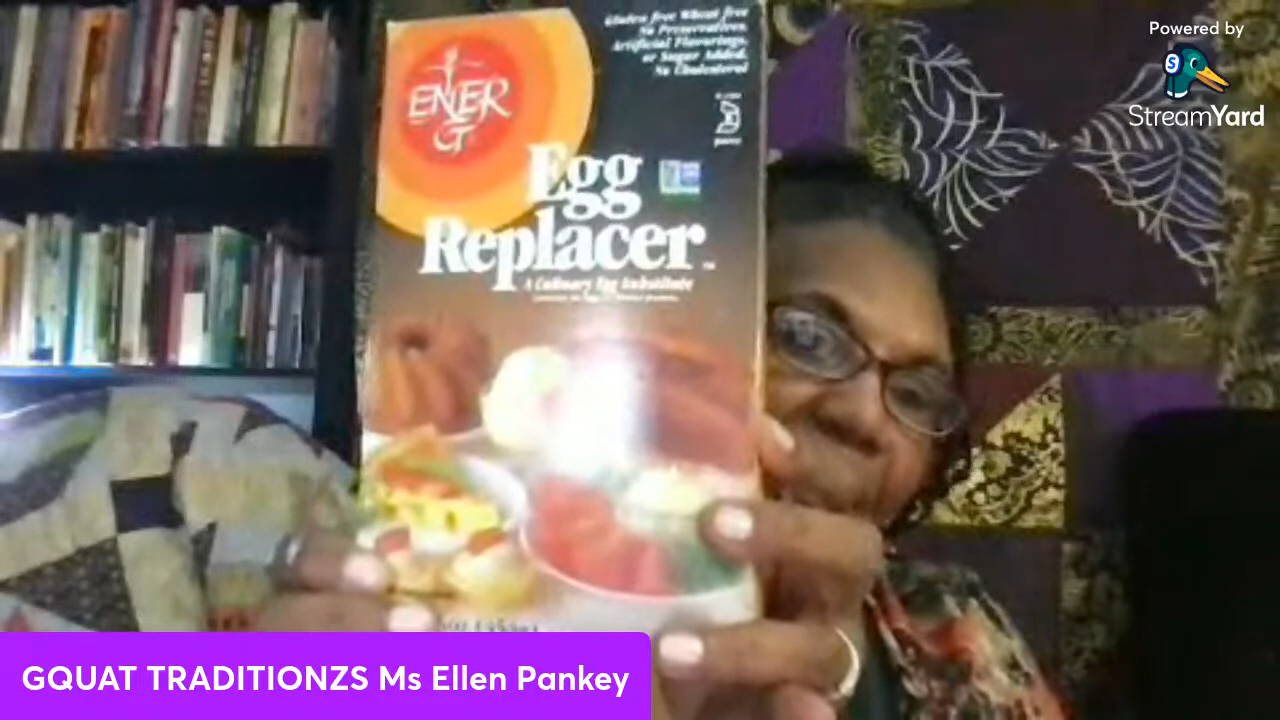 Gluten free Wheat free
No Preservatives,
Artificial Flavorings,
or Sugar Added.
No Cholesterol
ENER
G
Egg
Replacer™
A Culinary Egg Substitute
Powered by
StreamYard
GQUAT TRADITIONZS Ms Ellen Pankey